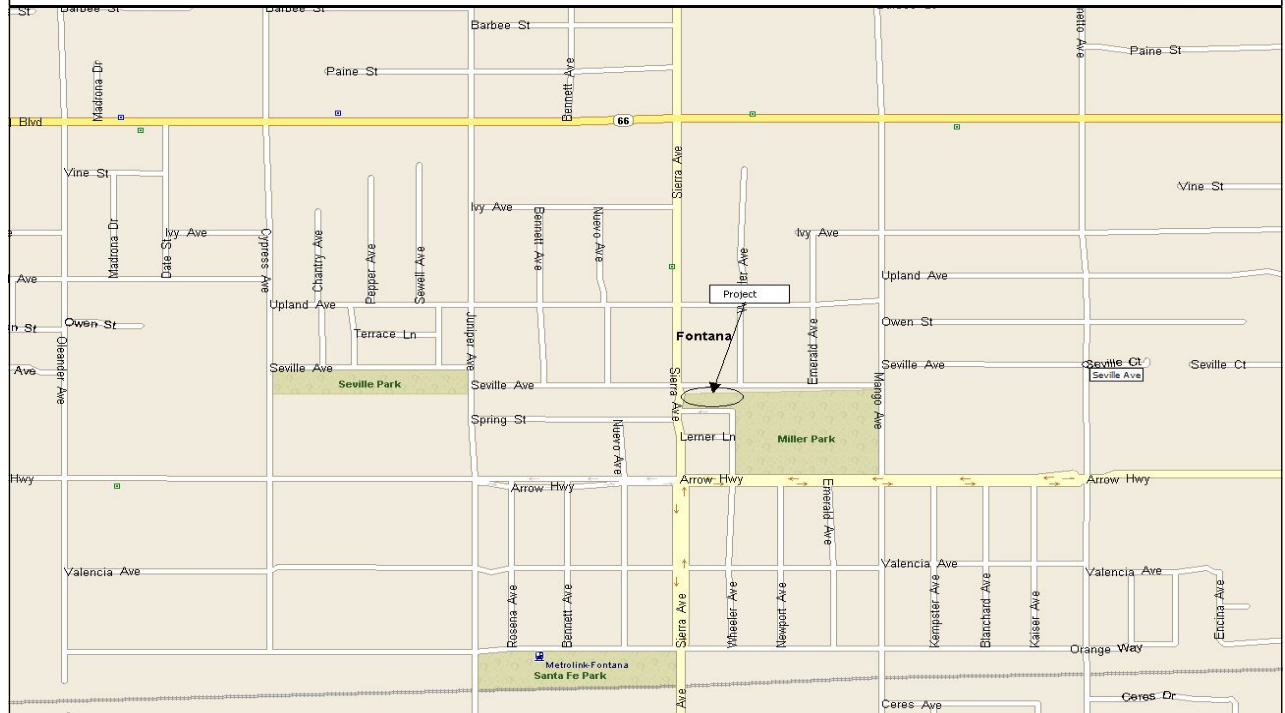 St
Barbee St
Barbee St
Barbee St
Paine St
Paine St
Madrona Dr
Bennett Ave
Blvd
66
Vine St
Vine St
Sierra Ave
Ivy Ave
Ivy Ave
Ivy Ave
Madrona Dr
Date St
Cypress Ave
Chantry Ave
Pepper Ave
Sewell Ave
Bennett Ave
Nuevo Ave
Ave
Upland Ave
Upland Ave
Project
Owen St
Owen St
Terrace Ln
Juniper Ave
Fontana
Emerald Ave
Oleander Ave
Ave
Seville Ave
Seville Ave
Seville Ct
Seville Ct
Seville Ave
Seville Park
Seville Ave
Sierra Ave
Mango Ave
Spring St
Nuevo Ave
Lerner Ln
Miller Park
Hwy
Arrow Hwy
Arrow Hwy
Arrow Hwy
Emerald Ave
Valencia Ave
Valencia Ave
Valencia Ave
Rosena Ave
Bennett Ave
Sierra Ave
Wheeler Ave
Newport Ave
Kempster Ave
Blanchard Ave
Kaiser Ave
Encina Ave
Orange Way
Metrolink-Fontana
Santa Fe Park
Ave
Ceres Ave
Ceres Dr